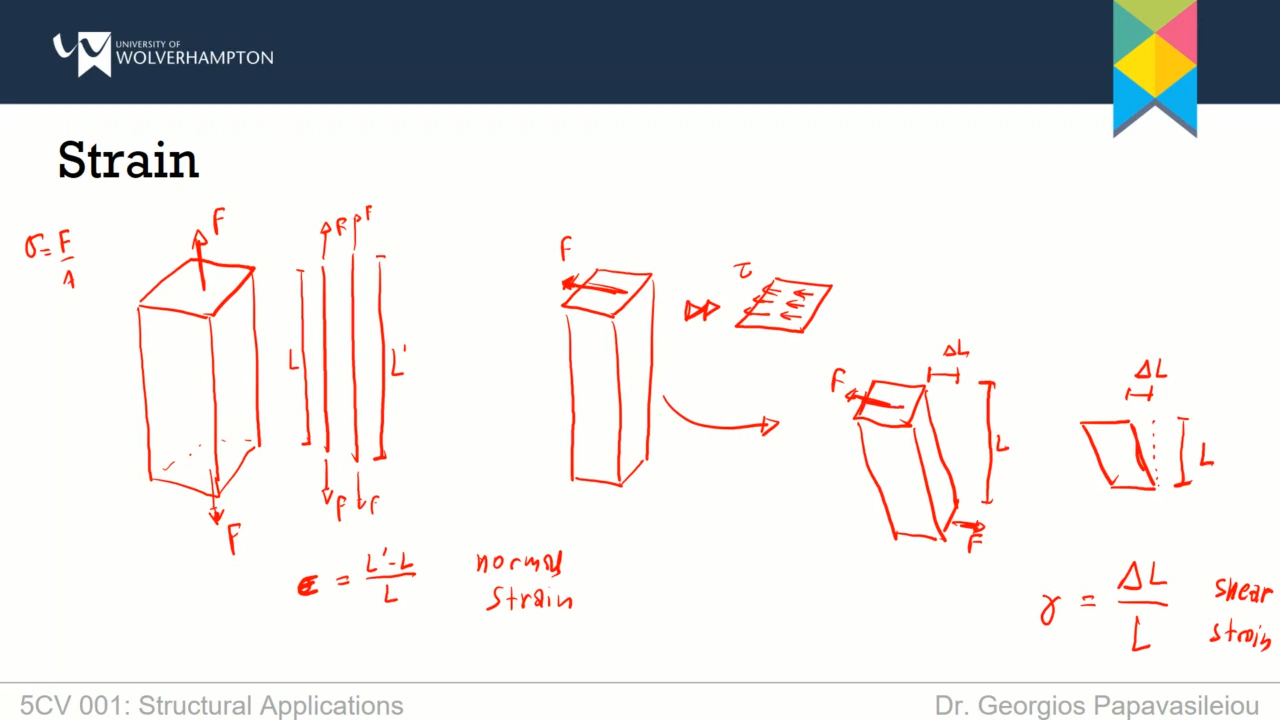 UNIVERSITY OF
WOLVERHAMPTON
Strain
σ = F/A
F
F
F
L
L'
F
F
F
ε = (L'-L)/L
normal
strain
F
τ
F
ΔL
L
F
ΔL
L
γ = ΔL/L
shear
strain
5CV 001: Structural Applications
Dr. Georgios Papavasileiou